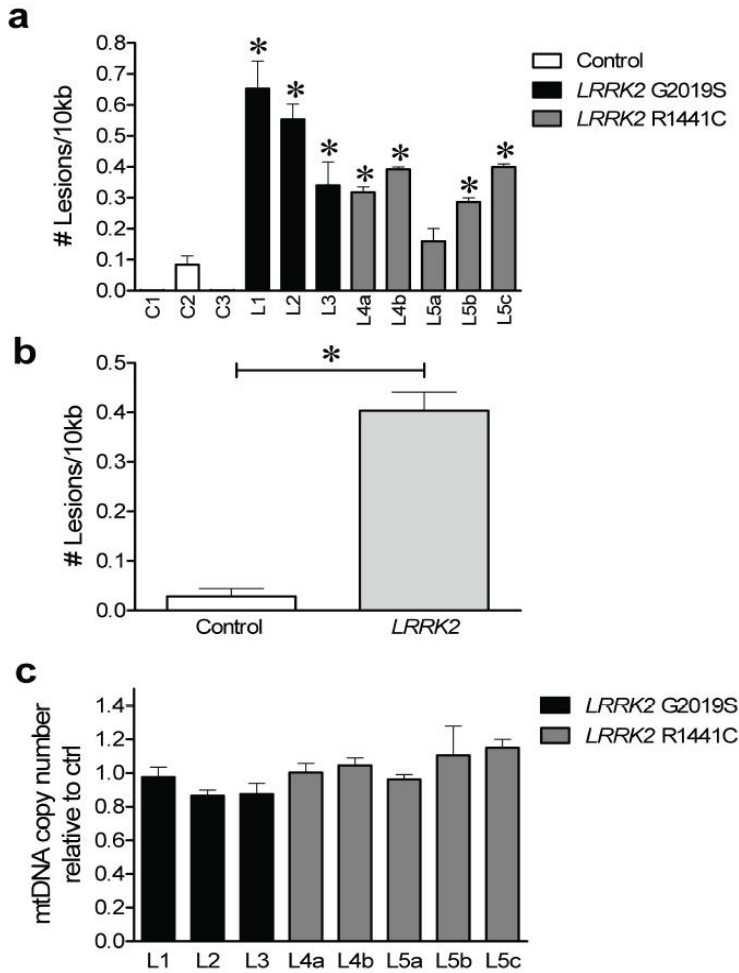 a
# Lesions/10kb
0.8
0.7
0.6
0.5
0.4
0.3
0.2
0.1
0.0
* * * * * * *
C1 C2 C3 L1 L2 L3 L4a L4b L5a L5b L5c
Control
LRRK2 G2019S
LRRK2 R1441C
b
# Lesions/10kb
0.5
0.4
0.3
0.2
0.1
0.0
*
Control LRRK2
c
mtDNA copy number
relative to ctrl
1.4
1.2
1.0
0.8
0.6
0.4
0.2
0.0
L1 L2 L3 L4a L4b L5a L5b L5c
LRRK2 G2019S
LRRK2 R1441C